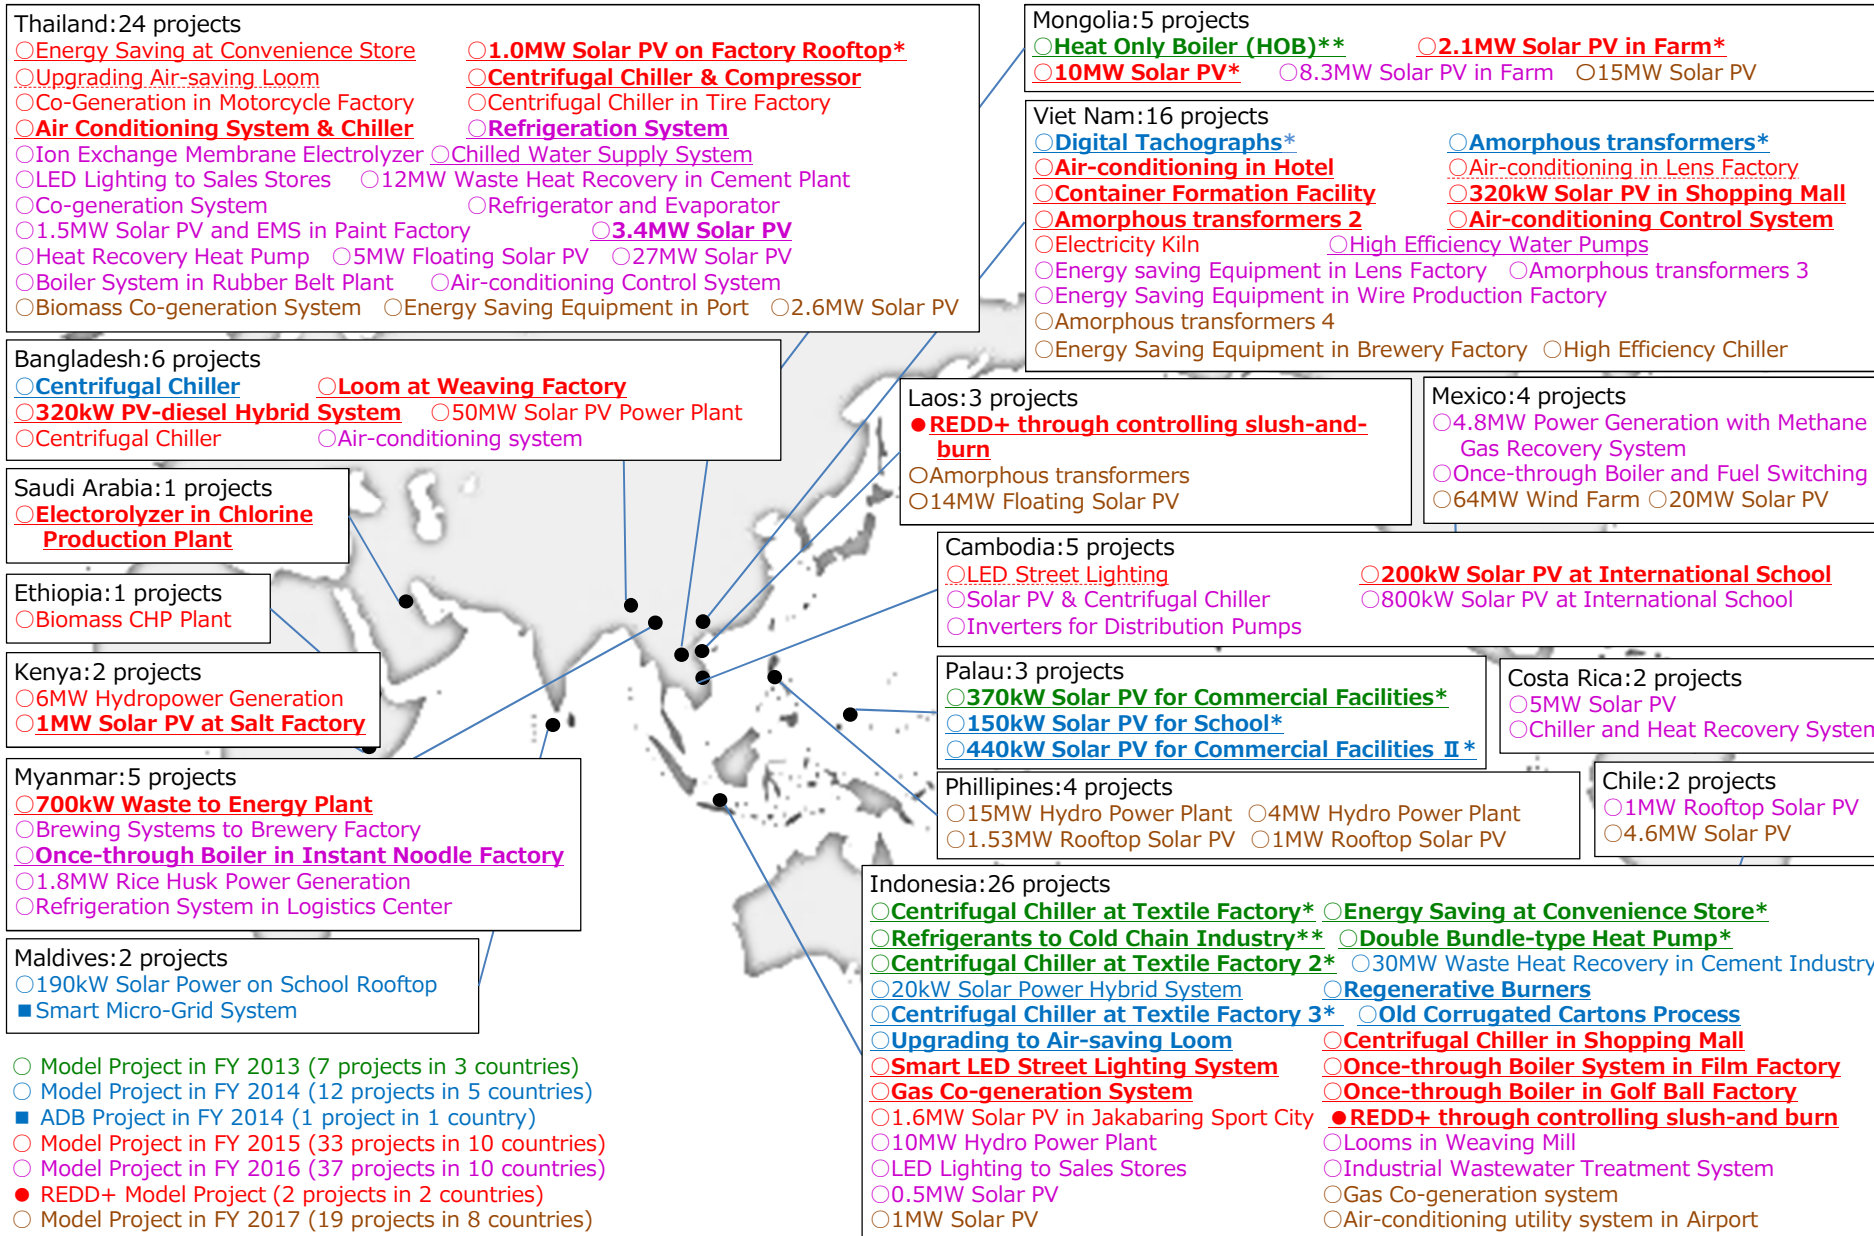 Thailand:24 projects
○Energy Saving at Convenience Store ○1.0MW Solar PV on Factory Rooftop*
○Upgrading Air-saving Loom ○Centrifugal Chiller & Compressor
○Co-Generation in Motorcycle Factory ○Centrifugal Chiller in Tire Factory
○Air Conditioning System & Chiller ○Refrigeration System
○Ion Exchange Membrane Electrolyzer ○Chilled Water Supply System
○LED Lighting to Sales Stores ○12MW Waste Heat Recovery in Cement Plant
○Co-generation System ○Refrigerator and Evaporator
○1.5MW Solar PV and EMS in Paint Factory ○3.4MW Solar PV
○Heat Recovery Heat Pump ○5MW Floating Solar PV ○27MW Solar PV
○Boiler System in Rubber Belt Plant ○Air-conditioning Control System
○Biomass Co-generation System ○Energy Saving Equipment in Port ○2.6MW Solar PV
Mongolia:5 projects
○Heat Only Boiler (HOB)** ○2.1MW Solar PV in Farm*
○10MW Solar PV* ○8.3MW Solar PV in Farm ○15MW Solar PV
Viet Nam:16 projects
○Digital Tachographs* ○Amorphous transformers*
○Air-conditioning in Hotel ○Air-conditioning in Lens Factory
○Container Formation Facility ○320kW Solar PV in Shopping Mall
○Amorphous transformers 2 ○Air-conditioning Control System
○Electricity Kiln ○High Efficiency Water Pumps
○Energy saving Equipment in Lens Factory ○Amorphous transformers 3
○Energy Saving Equipment in Wire Production Factory
○Amorphous transformers 4
○Energy Saving Equipment in Brewery Factory ○High Efficiency Chiller
Bangladesh:6 projects
○Centrifugal Chiller ○Loom at Weaving Factory
○320kW PV-diesel Hybrid System ○50MW Solar PV Power Plant
○Centrifugal Chiller ○Air-conditioning system
Laos:3 projects
●REDD+ through controlling slush-and-
burn
○Amorphous transformers
○14MW Floating Solar PV
Mexico:4 projects
○4.8MW Power Generation with Methane
Gas Recovery System
○Once-through Boiler and Fuel Switching
○64MW Wind Farm ○20MW Solar PV
Saudi Arabia:1 projects
○Electorolyzer in Chlorine
Production Plant
Cambodia:5 projects
○LED Street Lighting ○200kW Solar PV at International School
○Solar PV & Centrifugal Chiller ○800kW Solar PV at International School
○Inverters for Distribution Pumps
Ethiopia:1 projects
○Biomass CHP Plant
Kenya:2 projects
○6MW Hydropower Generation
○1MW Solar PV at Salt Factory
Palau:3 projects
○370kW Solar PV for Commercial Facilities*
○150kW Solar PV for School*
○440kW Solar PV for Commercial Facilities Ⅱ*
Costa Rica:2 projects
○5MW Solar PV
○Chiller and Heat Recovery System
Myanmar:5 projects
○700kW Waste to Energy Plant
○Brewing Systems to Brewery Factory
○Once-through Boiler in Instant Noodle Factory
○1.8MW Rice Husk Power Generation
○Refrigeration System in Logistics Center
Phillipines:4 projects
○15MW Hydro Power Plant ○4MW Hydro Power Plant
○1.53MW Rooftop Solar PV ○1MW Rooftop Solar PV
Chile:2 projects
○1MW Rooftop Solar PV
○4.6MW Solar PV
Maldives:2 projects
○190kW Solar Power on School Rooftop
■Smart Micro-Grid System
Indonesia:26 projects
○Centrifugal Chiller at Textile Factory* ○Energy Saving at Convenience Store*
○Refrigerants to Cold Chain Industry** ○Double Bundle-type Heat Pump*
○Centrifugal Chiller at Textile Factory 2* ○30MW Waste Heat Recovery in Cement Industry
○20kW Solar Power Hybrid System ○Regenerative Burners
○Centrifugal Chiller at Textile Factory 3* ○Old Corrugated Cartons Process
○Upgrading to Air-saving Loom ○Centrifugal Chiller in Shopping Mall
○Smart LED Street Lighting System ○Once-through Boiler System in Film Factory
○Gas Co-generation System ○Once-through Boiler in Golf Ball Factory
○1.6MW Solar PV in Jakabaring Sport City ●REDD+ through controlling slush-and burn
○10MW Hydro Power Plant ○Looms in Weaving Mill
○LED Lighting to Sales Stores ○Industrial Wastewater Treatment System
○0.5MW Solar PV ○Gas Co-generation system
○1MW Solar PV ○Air-conditioning utility system in Airport
○ Model Project in FY 2013 (7 projects in 3 countries)
○ Model Project in FY 2014 (12 projects in 5 countries)
■ ADB Project in FY 2014 (1 project in 1 country)
○ Model Project in FY 2015 (33 projects in 10 countries)
○ Model Project in FY 2016 (37 projects in 10 countries)
● REDD+ Model Project (2 projects in 2 countries)
○ Model Project in FY 2017 (19 projects in 8 countries)